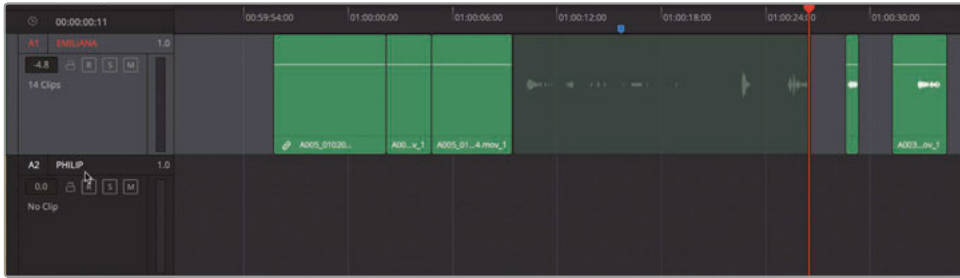 00:00:00:11 00:59:54:00 01:00:00:00 01:00:06:00 01:00:12:00 01:00:18:00 01:00:24:00 01:00:30:00
A1 EMILIANA 1.0
-4.8 R S M
14 Clips
A005_01020... A00...v_1 A005_01...4.mov_1 A003...ov_1
A2 PHILIP 1.0
0.0 R S M
No Clip